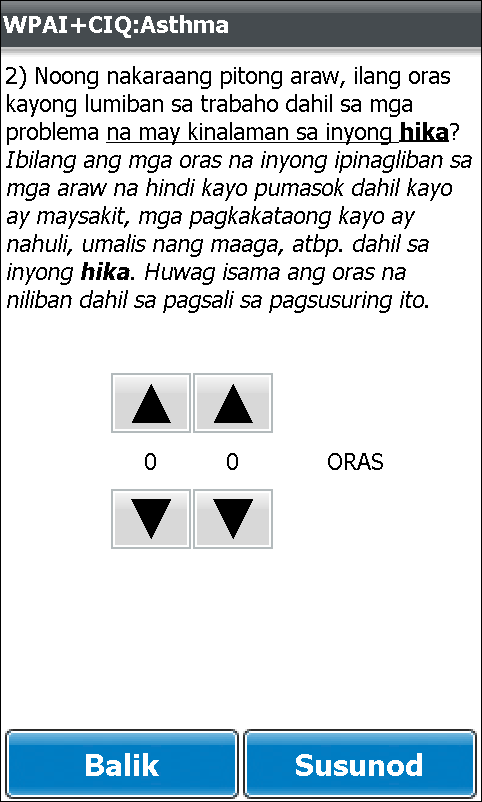 WPAI+CIQ:Asthma
2) Noong nakaraang pitong araw, ilang oras
kayong lumiban sa trabaho dahil sa mga
problema na may kinalaman sa inyong hika?
Ibilang ang mga oras na inyong ipinagliban sa
mga araw na hindi kayo pumasok dahil kayo
ay maysakit, mga pagkakataong kayo ay
nahuli, umalis nang maaga, atbp. dahil sa
inyong hika. Huwag isama ang oras na
niliban dahil sa pagsali sa pagsusuring ito.
0 0 ORAS
Balik Susunod